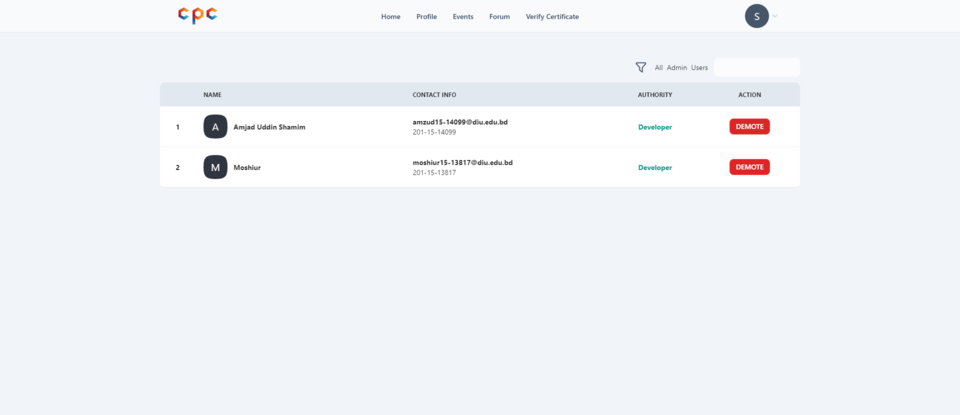 cpc
Home Profile Events Forum Verify Certificate
S
All Admin Users
NAME CONTACT INFO AUTHORITY ACTION
1 A Amjad Uddin Shamim amzud15-14099@diu.edu.bd Developer DEMOTE
201-15-14099
2 M Moshiur moshiur15-13817@diu.edu.bd Developer DEMOTE
201-15-13817